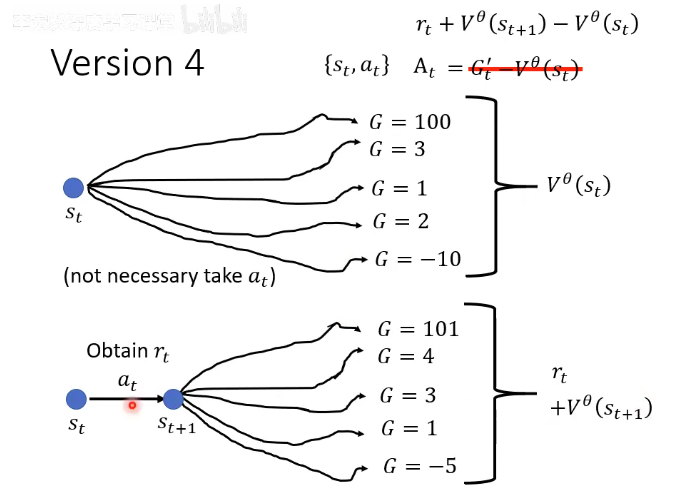 bilibili
r_t + V^θ(s_{t+1}) − V^θ(s_t)
Version 4
{s_t, a_t} A_t = G'_t − V^θ(s_t)
G = 100
G = 3
G = 1
G = 2
G = −10
s_t
V^θ(s_t)
(not necessary take a_t)
Obtain r_t
a_t
s_t
s_{t+1}
G = 101
G = 4
G = 3
G = 1
G = −5
r_t
+V^θ(s_{t+1})